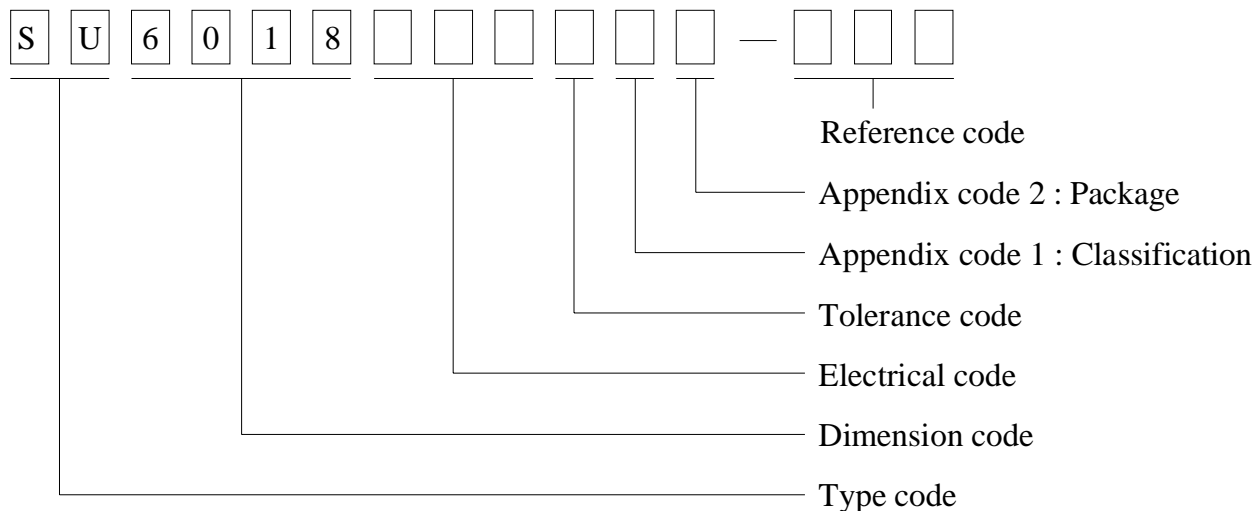 S U 6 0 1 8 —
Reference code
Appendix code 2 : Package
Appendix code 1 : Classification
Tolerance code
Electrical code
Dimension code
Type code